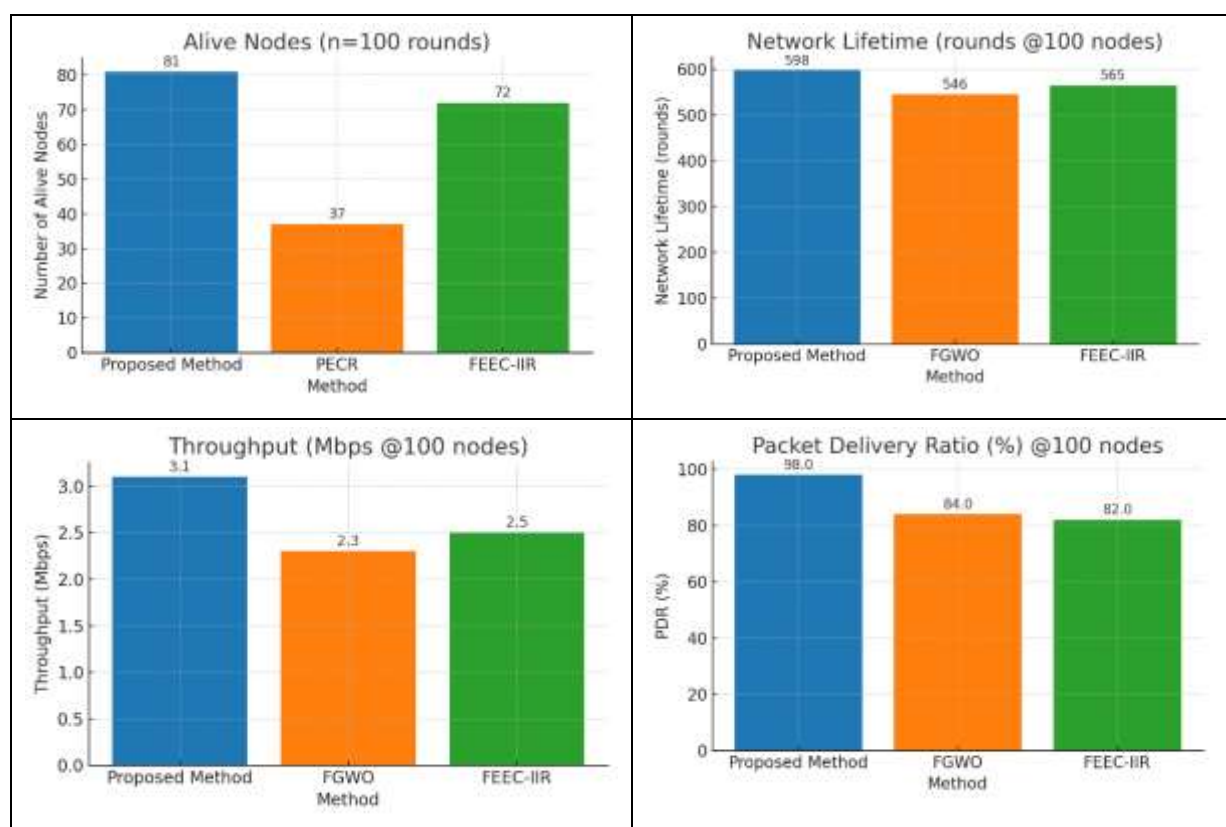 Alive Nodes (n=100 rounds)
81
37
72
80
70
60
50
40
30
20
10
0
Number of Alive Nodes
Proposed Method PECR FEEC-IIR
Method
Network Lifetime (rounds @100 nodes)
598
546
565
600
500
400
300
200
100
0
Network Lifetime (rounds)
Proposed Method FGWO FEEC-IIR
Method
Throughput (Mbps @100 nodes)
3.1
2.3
2.5
3.0
2.5
2.0
1.5
1.0
0.5
0.0
Throughput (Mbps)
Proposed Method FGWO FEEC-IIR
Method
Packet Delivery Ratio (%) @100 nodes
98.0
84.0
82.0
100
80
60
40
20
0
PDR (%)
Proposed Method FGWO FEEC-IIR
Method